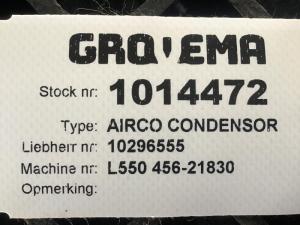 GRO'EMA
Stock nr: 1014472
Type: AIRCO CONDENSOR
Liebherr nr: 10296555
Machine nr: L550 456-21830
Opmerking: